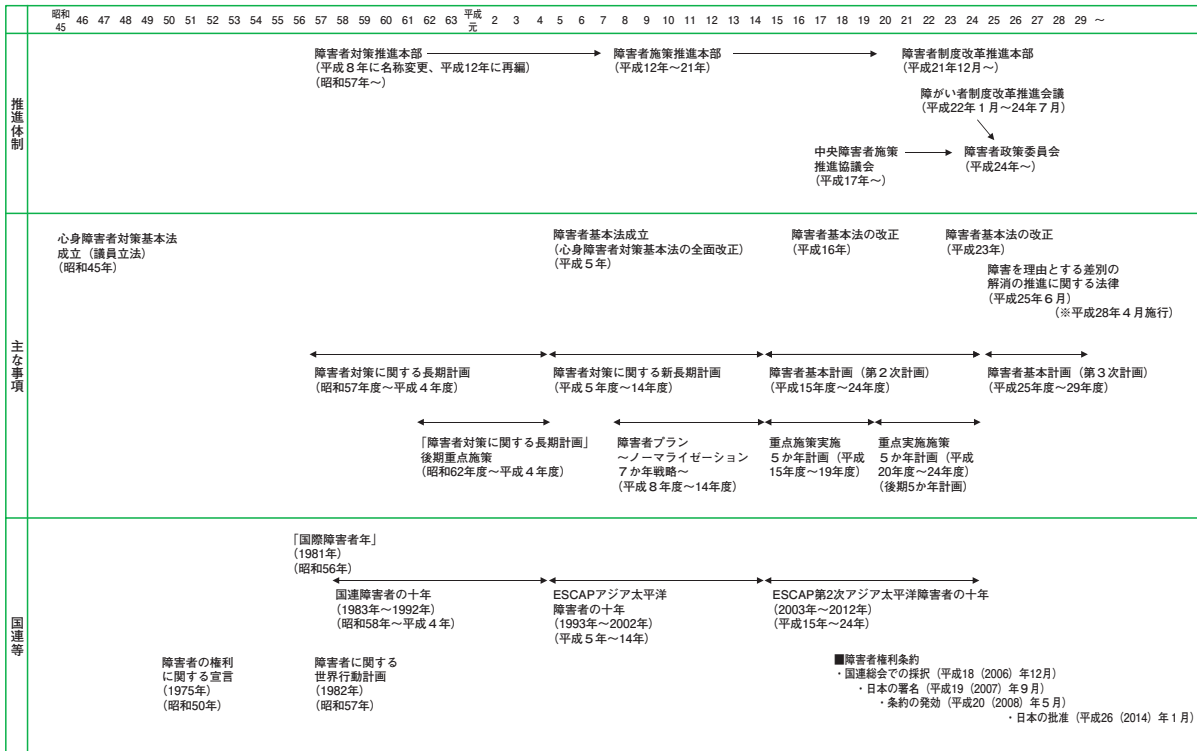 昭和45 46 47 48 49 50 51 52 53 54 55 56 57 58 59 60 61 62 63 平成元 2 3 4 5 6 7 8 9 10 11 12 13 14 15 16 17 18 19 20 21 22 23 24 25 26 27 28 29 ～
推進体制
障害者対策推進本部
(平成８年に名称変更、平成12年に再編)
(昭和57年～)
障害者施策推進本部
(平成12年～21年)
障害者制度改革推進本部
(平成21年12月～)
障がい者制度改革推進会議
(平成22年１月～24年７月)
中央障害者施策
推進協議会
(平成17年～)
障害者政策委員会
(平成24年～)
主な事項
心身障害者対策基本法
成立（議員立法）
(昭和45年)
障害者基本法成立
(心身障害者対策基本法の全面改正)
(平成５年)
障害者基本法の改正
(平成16年)
障害者基本法の改正
(平成23年)
障害を理由とする差別の
解消の推進に関する法律
(平成25年６月)
(※平成28年４月施行)
障害者対策に関する長期計画
(昭和57年度～平成４年度)
障害者対策に関する新長期計画
(平成５年度～14年度)
障害者基本計画（第２次計画）
(平成15年度～24年度)
障害者基本計画（第３次計画）
(平成25年度～29年度)
「障害者対策に関する長期計画」
後期重点施策
(昭和62年度～平成４年度)
障害者プラン
～ノーマライゼーション
７か年戦略～
(平成８年度～14年度)
重点施策実施
５か年計画（平成
15年度～19年度）
重点実施施策
５か年計画（平成
20年度～24年度）
(後期5か年計画)
国連等
「国際障害者年」
(1981年)
(昭和56年)
国連障害者の十年
(1983年～1992年)
(昭和58年～平成４年)
ESCAPアジア太平洋
障害者の十年
(1993年～2002年)
(平成５年～14年)
ESCAP第2次アジア太平洋障害者の十年
(2003年～2012年)
(平成15年～24年)
障害者の権利
に関する宣言
(1975年)
(昭和50年)
障害者に関する
世界行動計画
(1982年)
(昭和57年)
■障害者権利条約
・国連総会での採択（平成18（2006）年12月）
・日本の署名（平成19（2007）年９月）
・条約の発効（平成20（2008）年５月）
・日本の批准（平成26（2014）年１月）